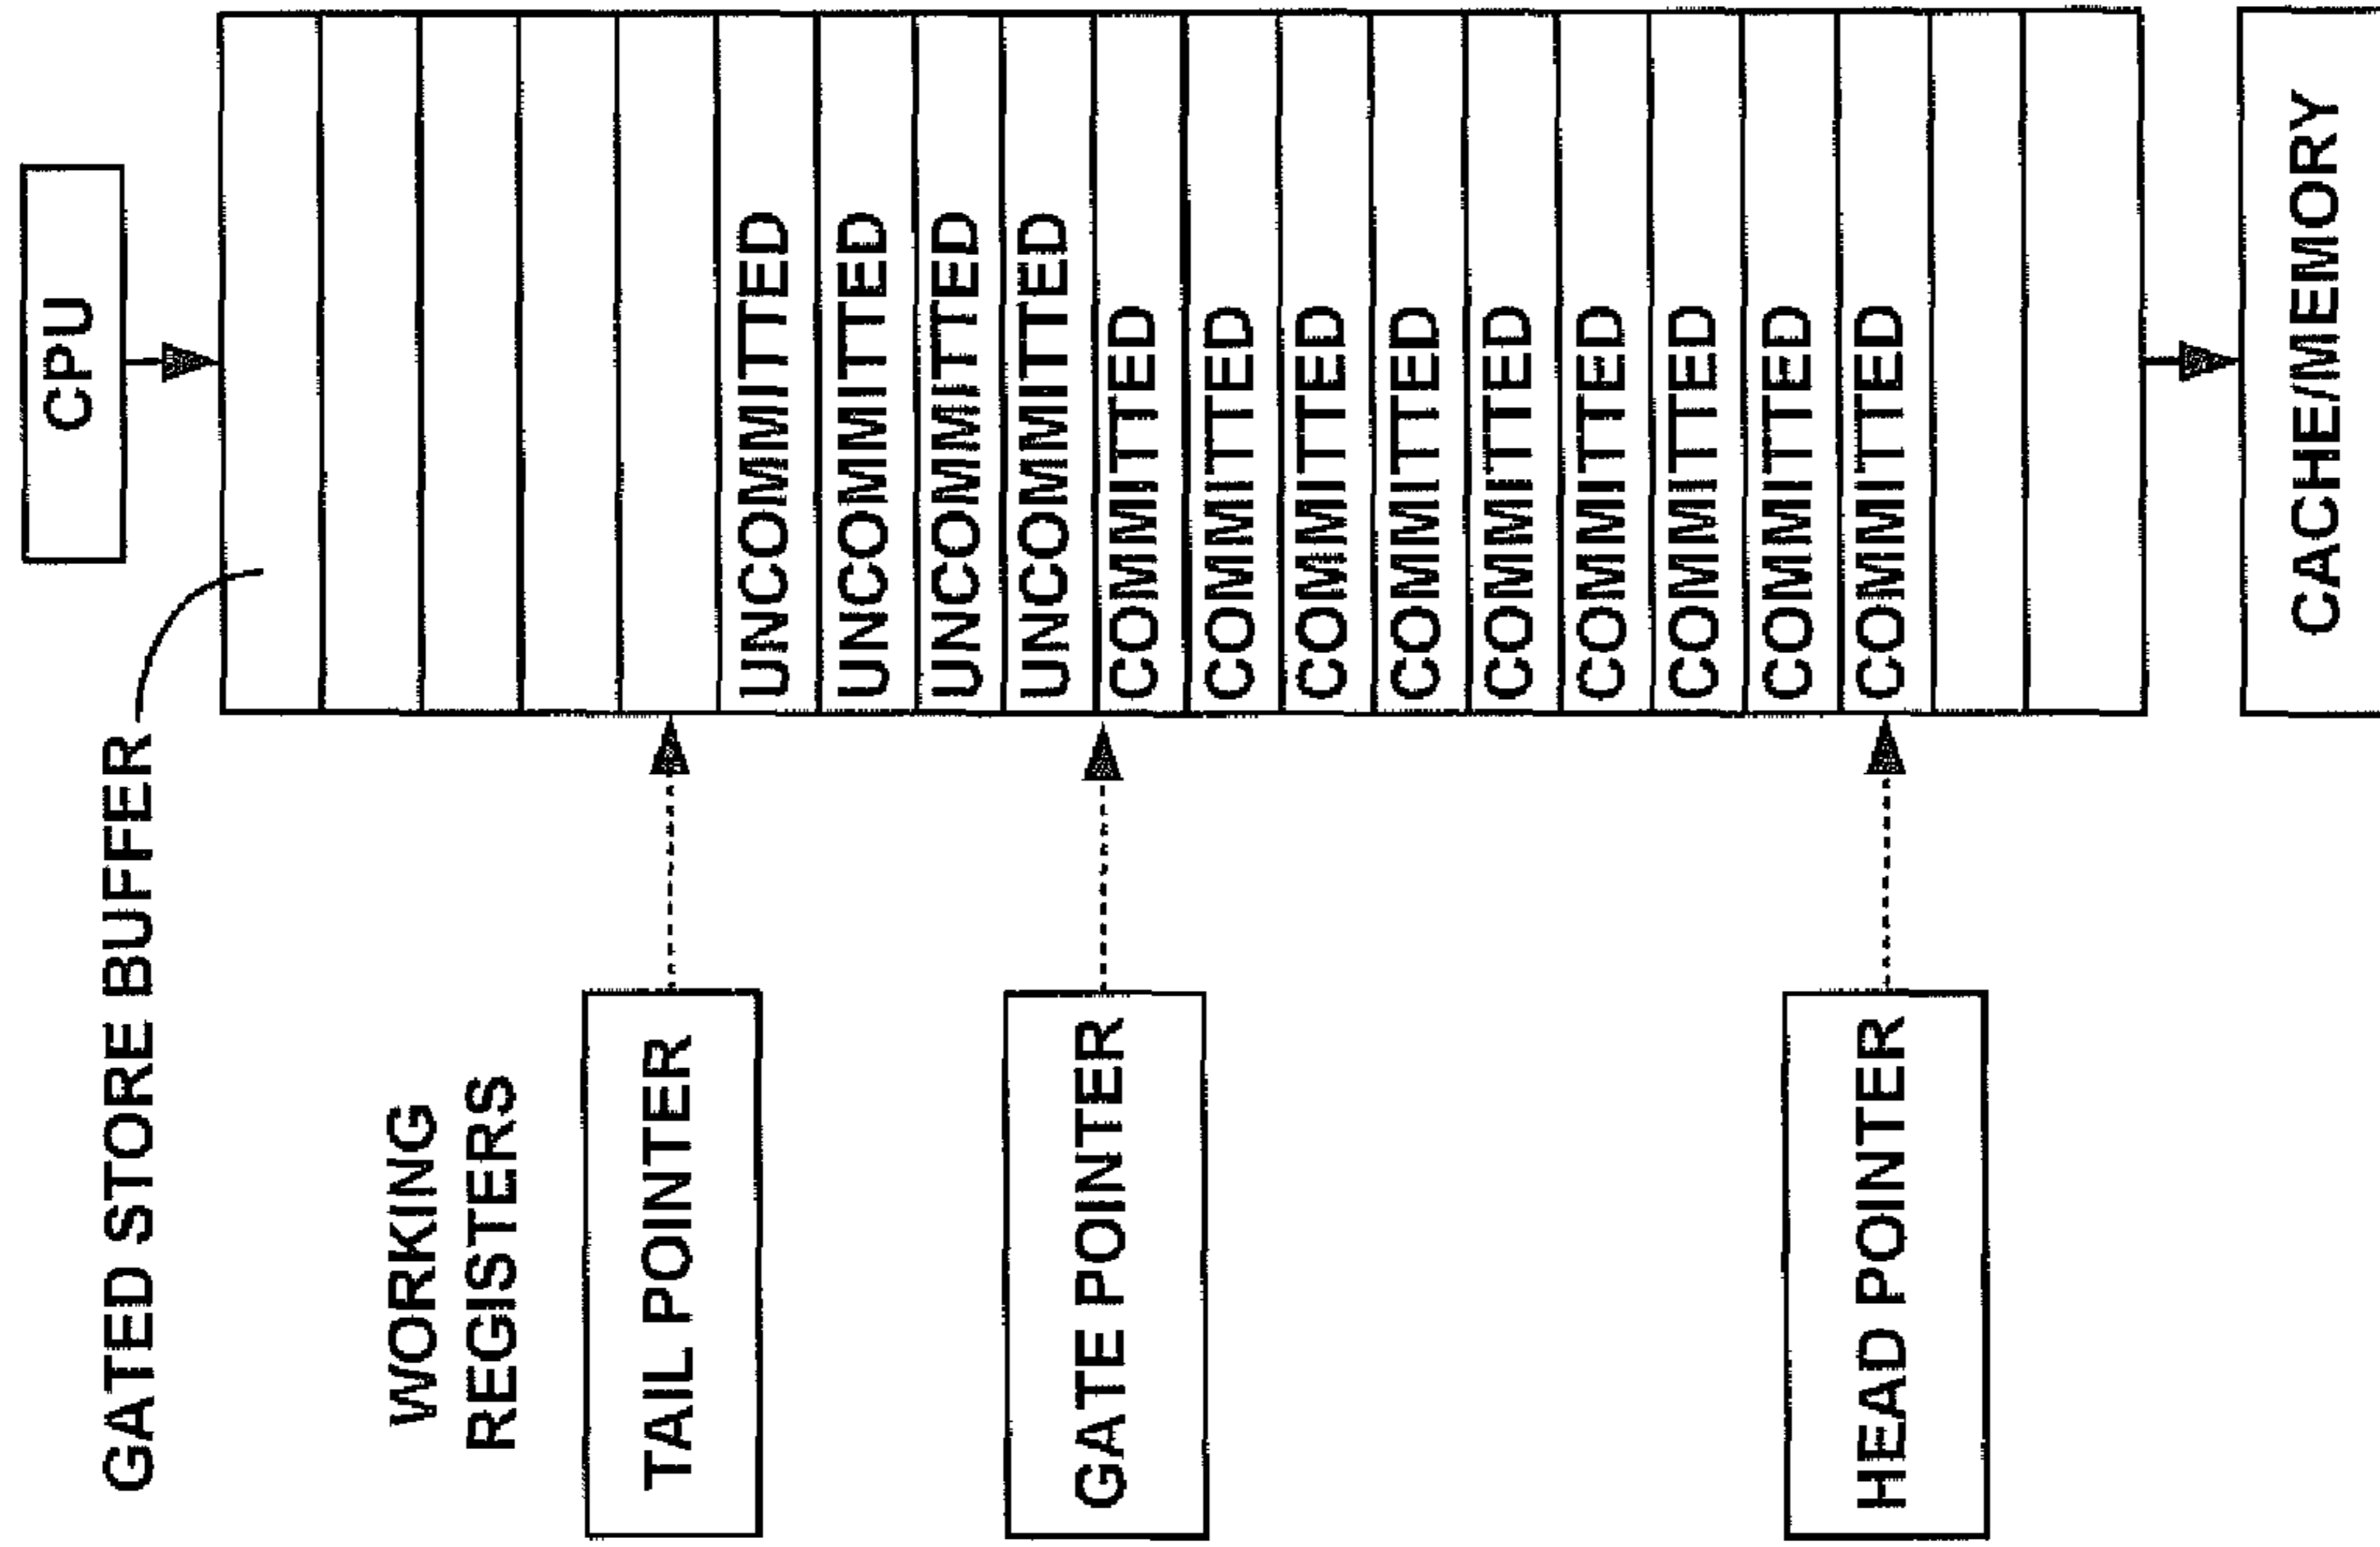 GATED STORE BUFFER
CPU
WORKING
REGISTERS
TAIL POINTER
UNCOMMITTED
UNCOMMITTED
UNCOMMITTED
UNCOMMITTED
GATE POINTER
COMMITTED
COMMITTED
COMMITTED
COMMITTED
COMMITTED
COMMITTED
COMMITTED
COMMITTED
COMMITTED
HEAD POINTER
CACHE/MEMORY